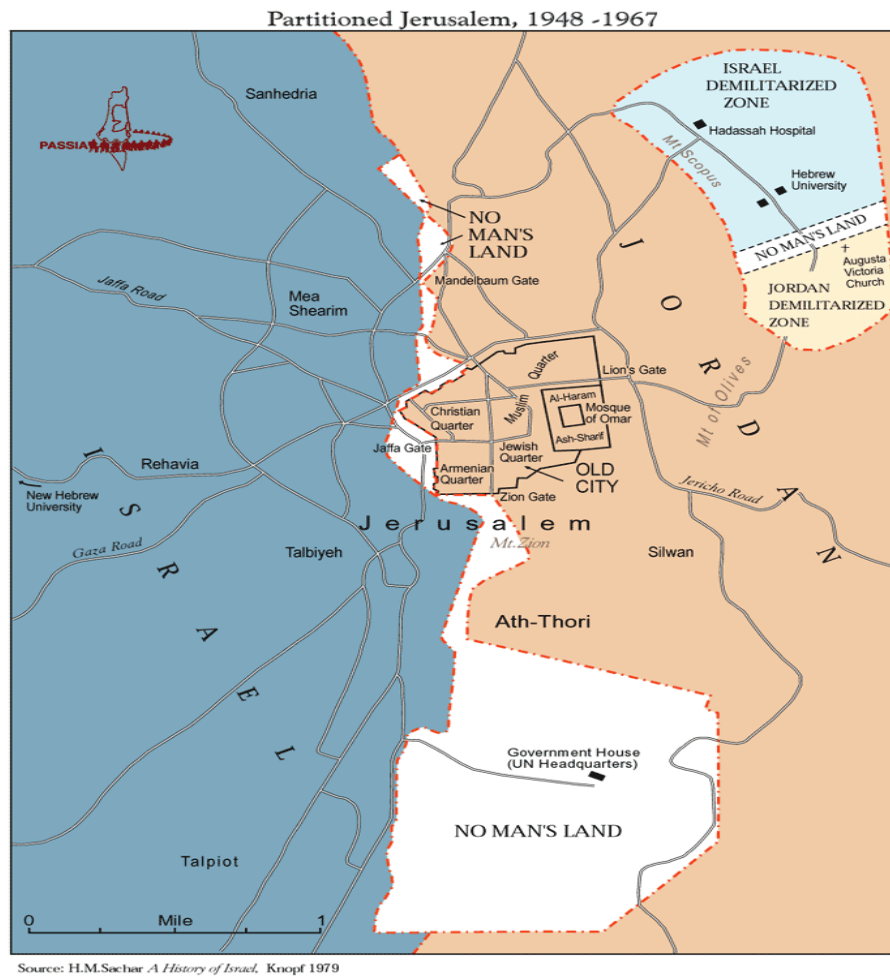 Partitioned Jerusalem, 1948 -1967
Sanhedria
PASSIA
ISRAEL
DEMILITARIZED
ZONE
Hadassah Hospital
Mt Scopus
Hebrew
University
NO MAN'S LAND
Augusta
Victoria
Church
JORDAN
DEMILITARIZED
ZONE
NO
MAN'S
LAND
Mandelbaum Gate
Jaffa Road
Mea
Shearim
JORDAN
Mt of Olives
Muslim Quarter
Lion's Gate
Al-Haram
Mosque
of Omar
Ash-Sharif
Christian
Quarter
Jaffa Gate
Jewish
Quarter
Armenian
Quarter
OLD
CITY
Zion Gate
Rehavia
New Hebrew
University
ISRAEL
Jericho Road
Jerusalem
Mt.Zion
Gaza Road
Talbiyeh
Silwan
Ath-Thori
Government House
(UN Headquarters)
NO MAN'S LAND
Talpiot
0 Mile 1
Source: H.M.Sachar A History of Israel, Knopf 1979